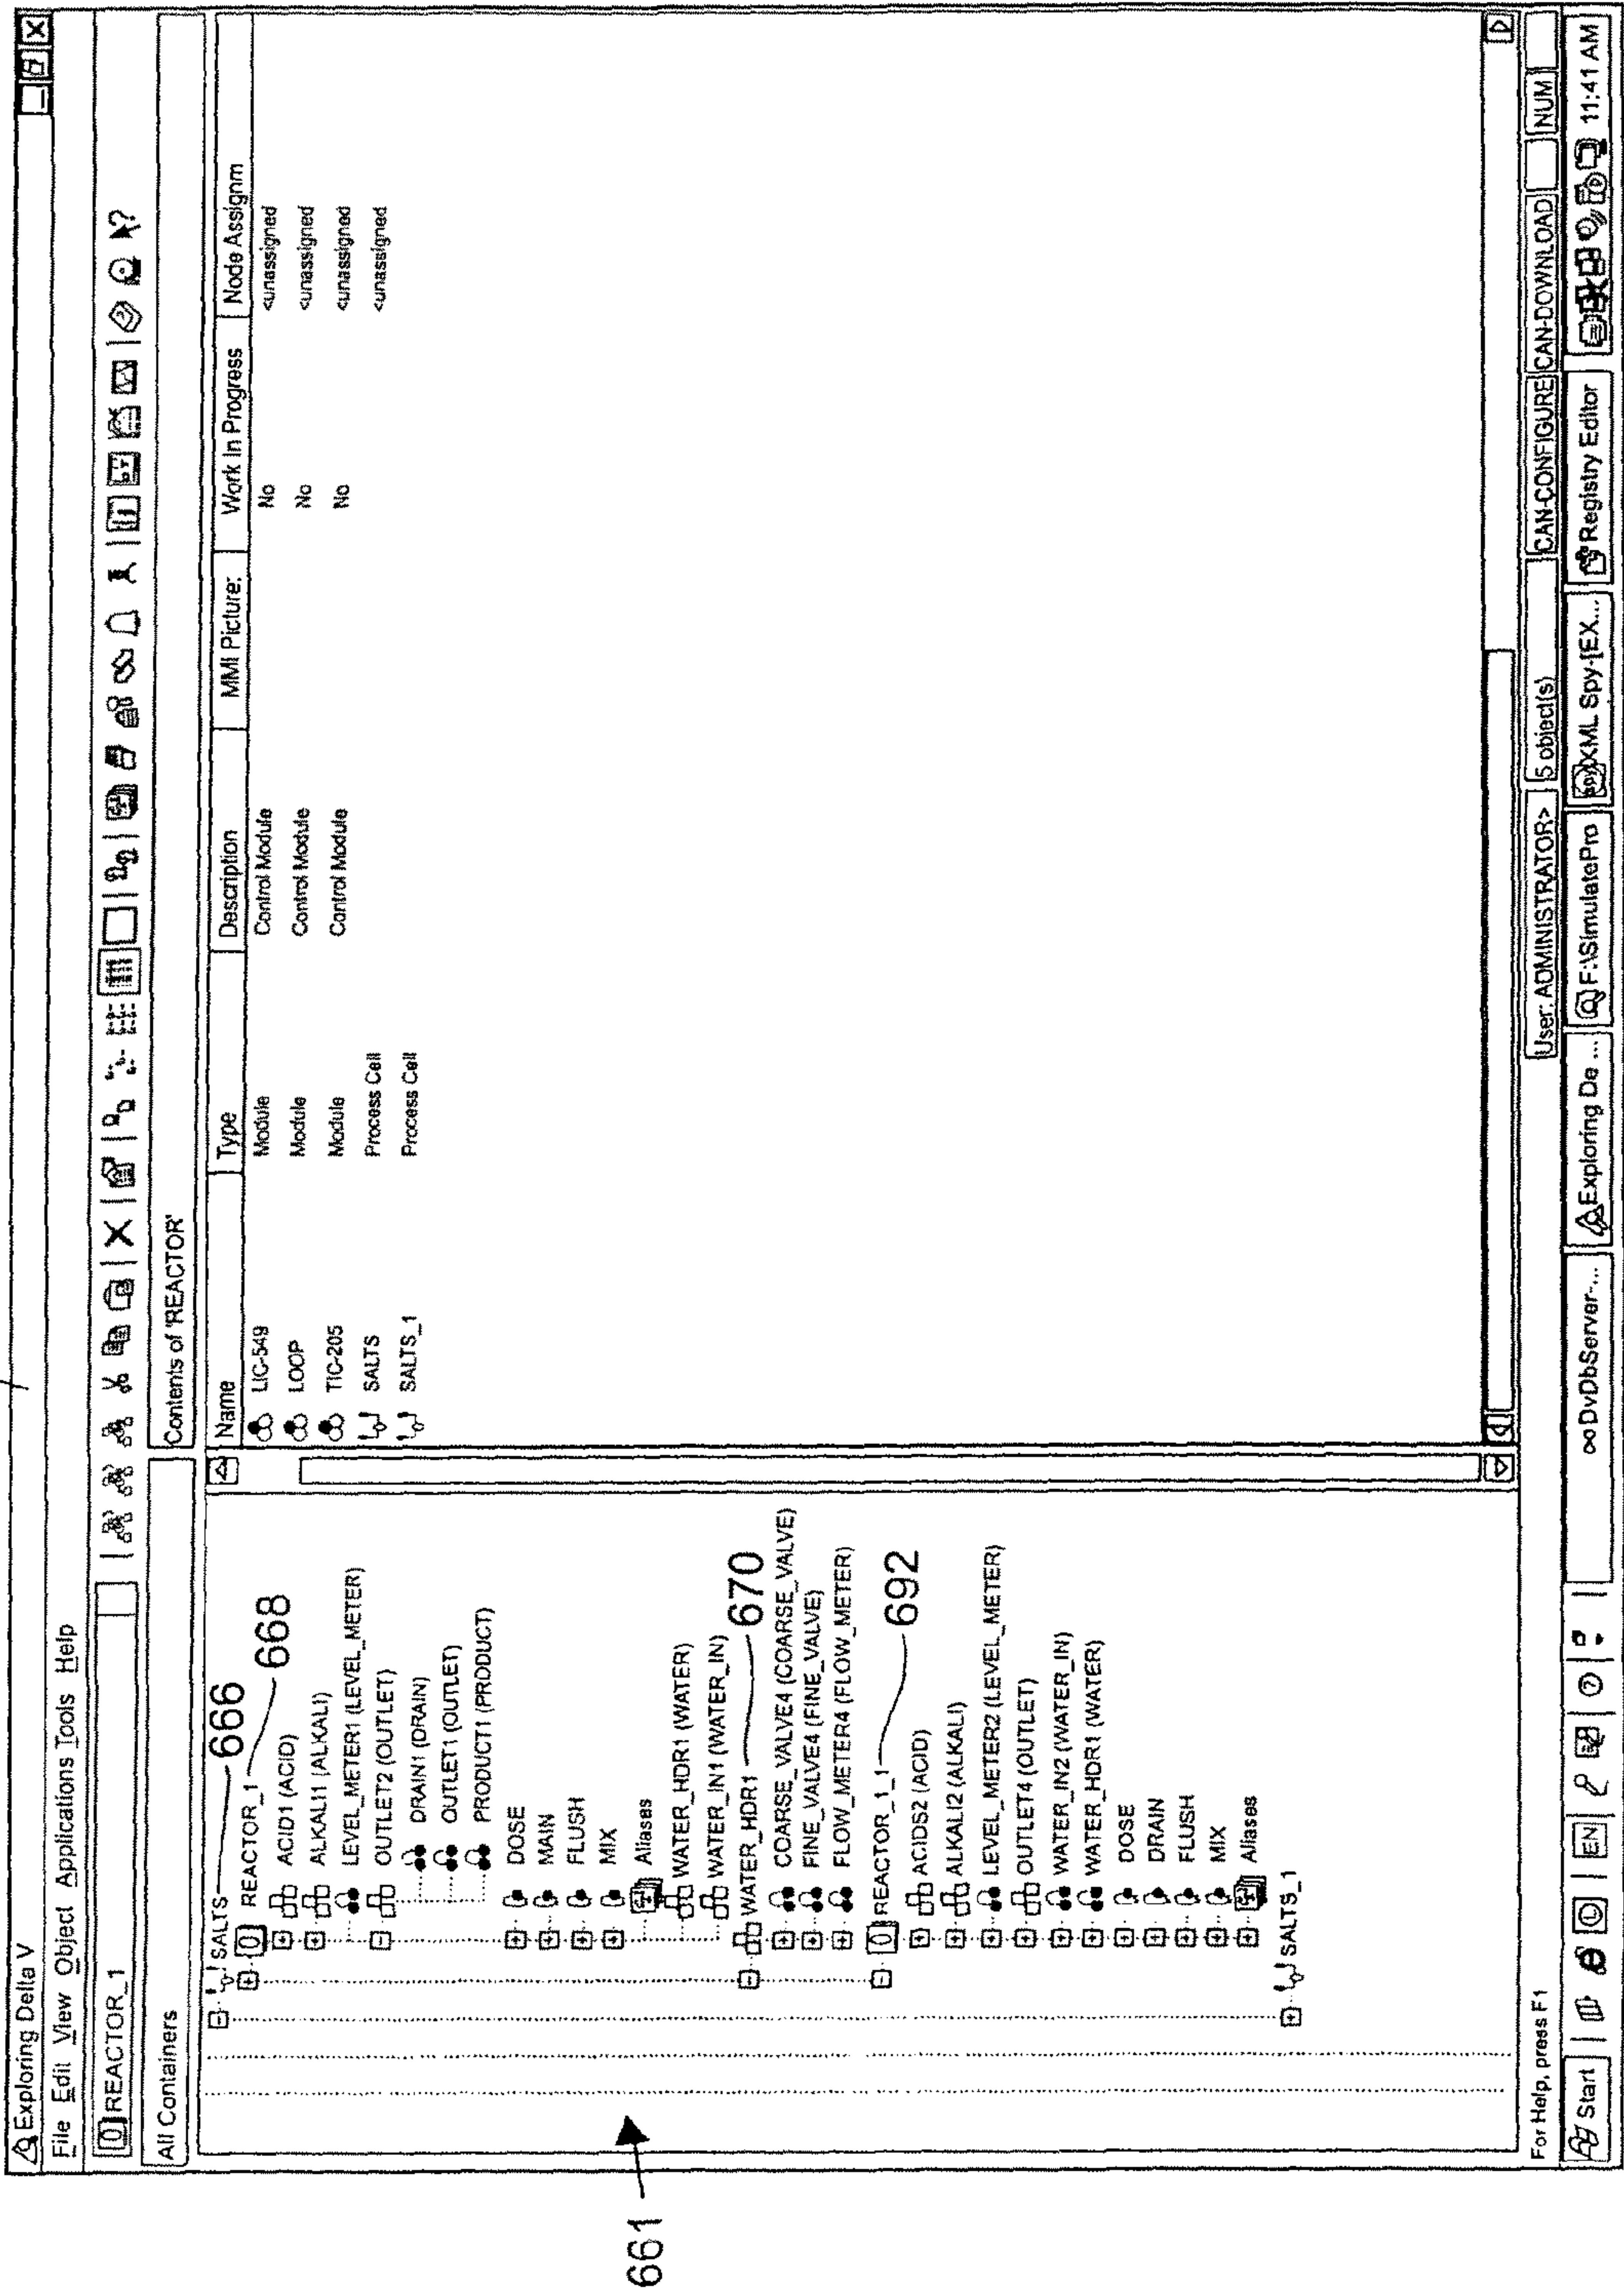 Exploring Delta V
File Edit View Object Applications Tools Help
REACTOR_1
All Containers
Contents of 'REACTOR'
SALTS 666
REACTOR_1 668
ACID1 (ACID)
ALKALI1 (ALKALI)
LEVEL_METER1 (LEVEL_METER)
OUTLET2 (OUTLET)
DRAIN1 (DRAIN)
OUTLET1 (OUTLET)
PRODUCT1 (PRODUCT)
DOSE
MAIN
FLUSH
MIX
Aliases
WATER_HDR1 (WATER)
WATER_IN1 (WATER_IN)
WATER_HDR1 670
COARSE_VALVE4 (COARSE_VALVE)
FINE_VALVE4 (FINE_VALVE)
FLOW_METER4 (FLOW_METER)
REACTOR_1_1 692
ACIDS2 (ACID)
ALKALI2 (ALKALI)
LEVEL_METER2 (LEVEL_METER)
OUTLET4 (OUTLET)
WATER_IN2 (WATER_IN)
WATER_HDR1 (WATER)
DOSE
DRAIN
FLUSH
MIX
Aliases
SALTS_1
661
Name Type Description MMI Picture: Work In Progress Node Assignm
LIC-549 Module Control Module No <unassigned
LOOP Module Control Module No <unassigned
TIC-205 Module Control Module No <unassigned
SALTS Process Cell <unassigned
SALTS_1 Process Cell
For Help, press F1 User: ADMINISTRATOR> 5 object(s) CAN-CONFIGURE CAN-DOWNLOAD NUM
Start EN DvDbServer-... Exploring De ... F:\SimulatePro XML Spy-[EX... Registry Editor 11:41 AM